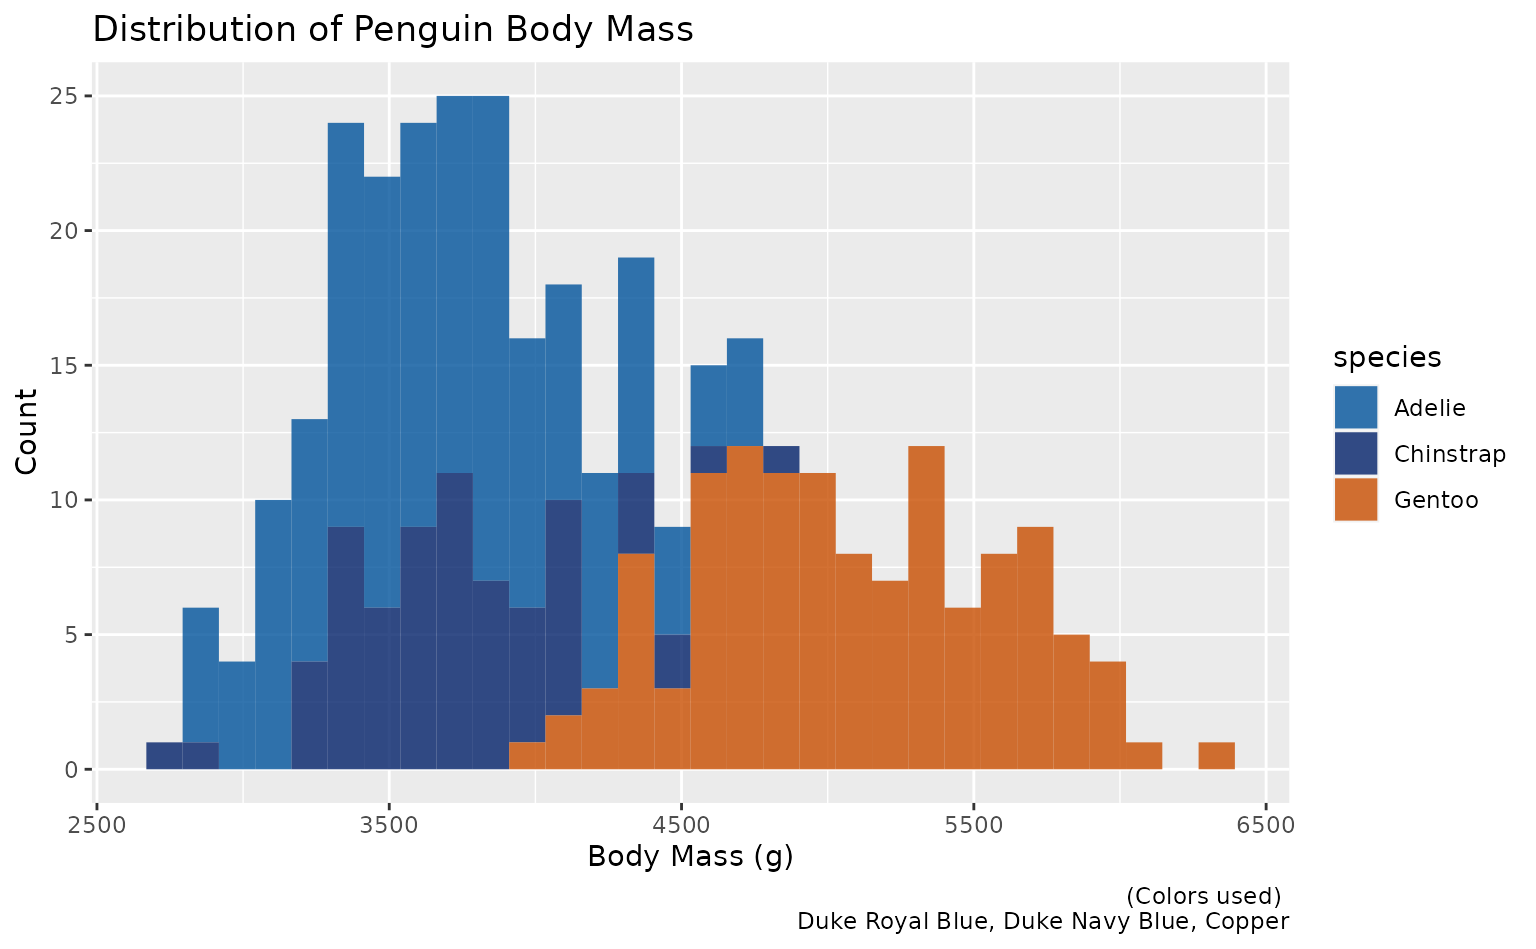 Distribution of Penguin Body Mass
25
20
15
10
5
0
Count
2500 3500 4500 5500 6500
Body Mass (g)
species
Adelie
Chinstrap
Gentoo
(Colors used)
Duke Royal Blue, Duke Navy Blue, Copper